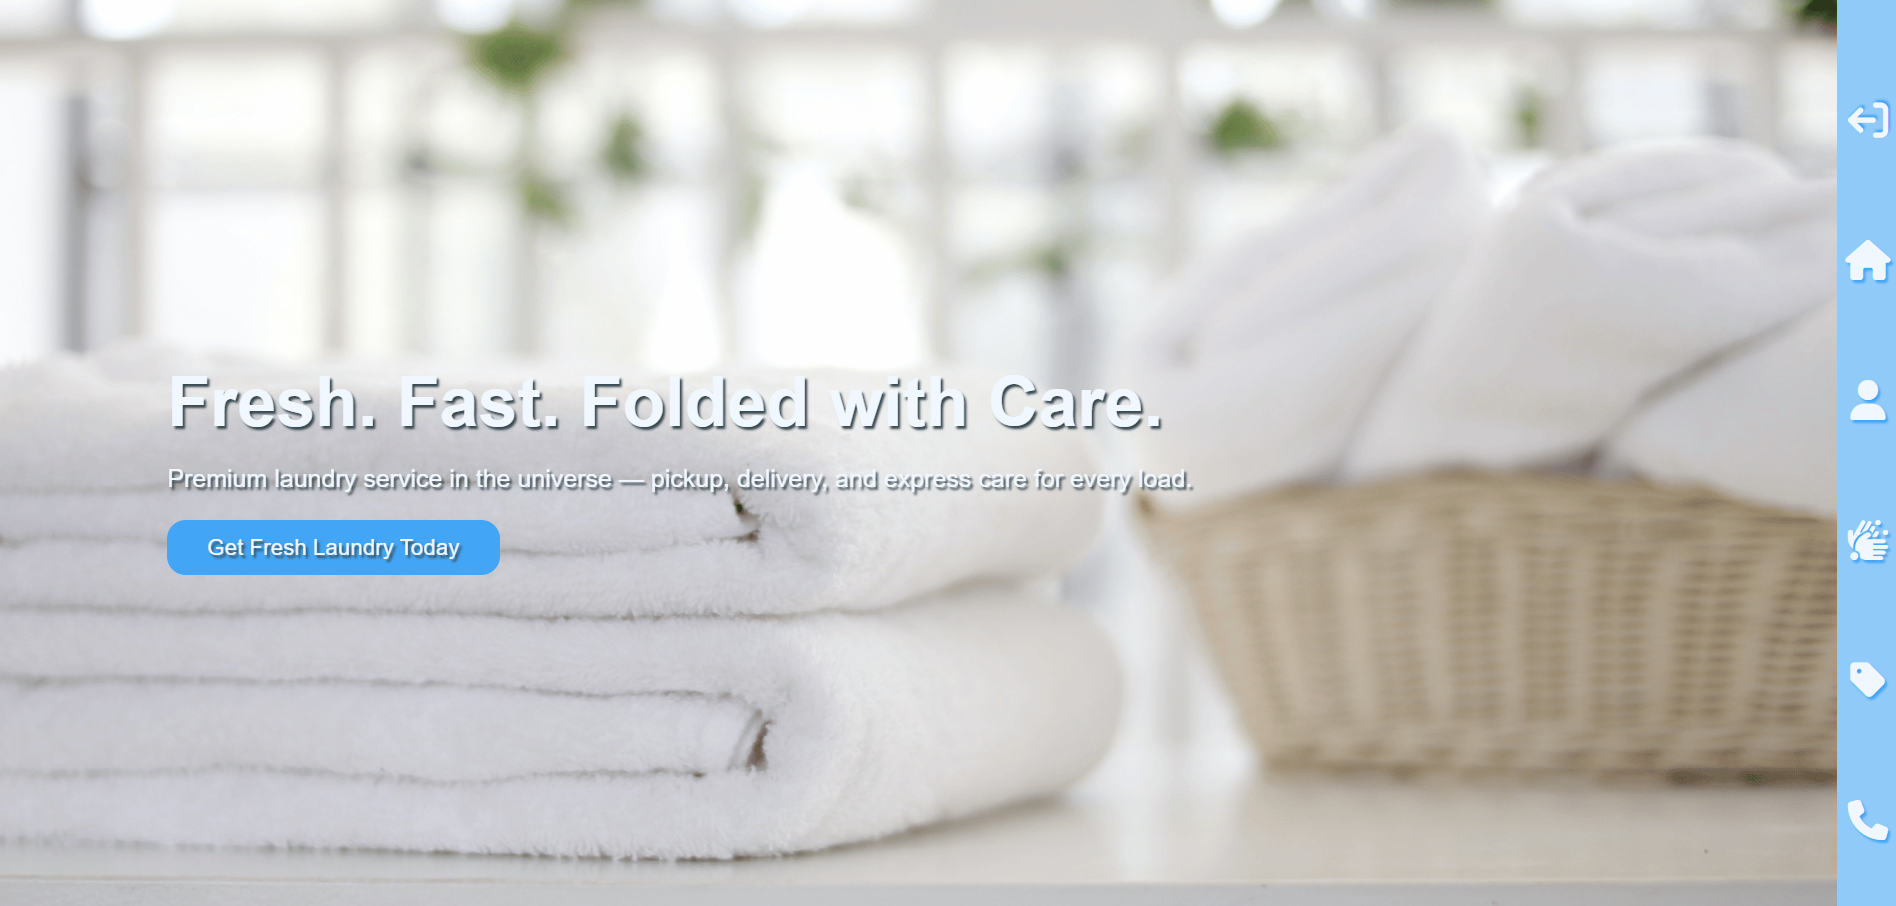 Fresh. Fast. Folded with Care.
Premium laundry service in the universe — pickup, delivery, and express care for every load.
Get Fresh Laundry Today